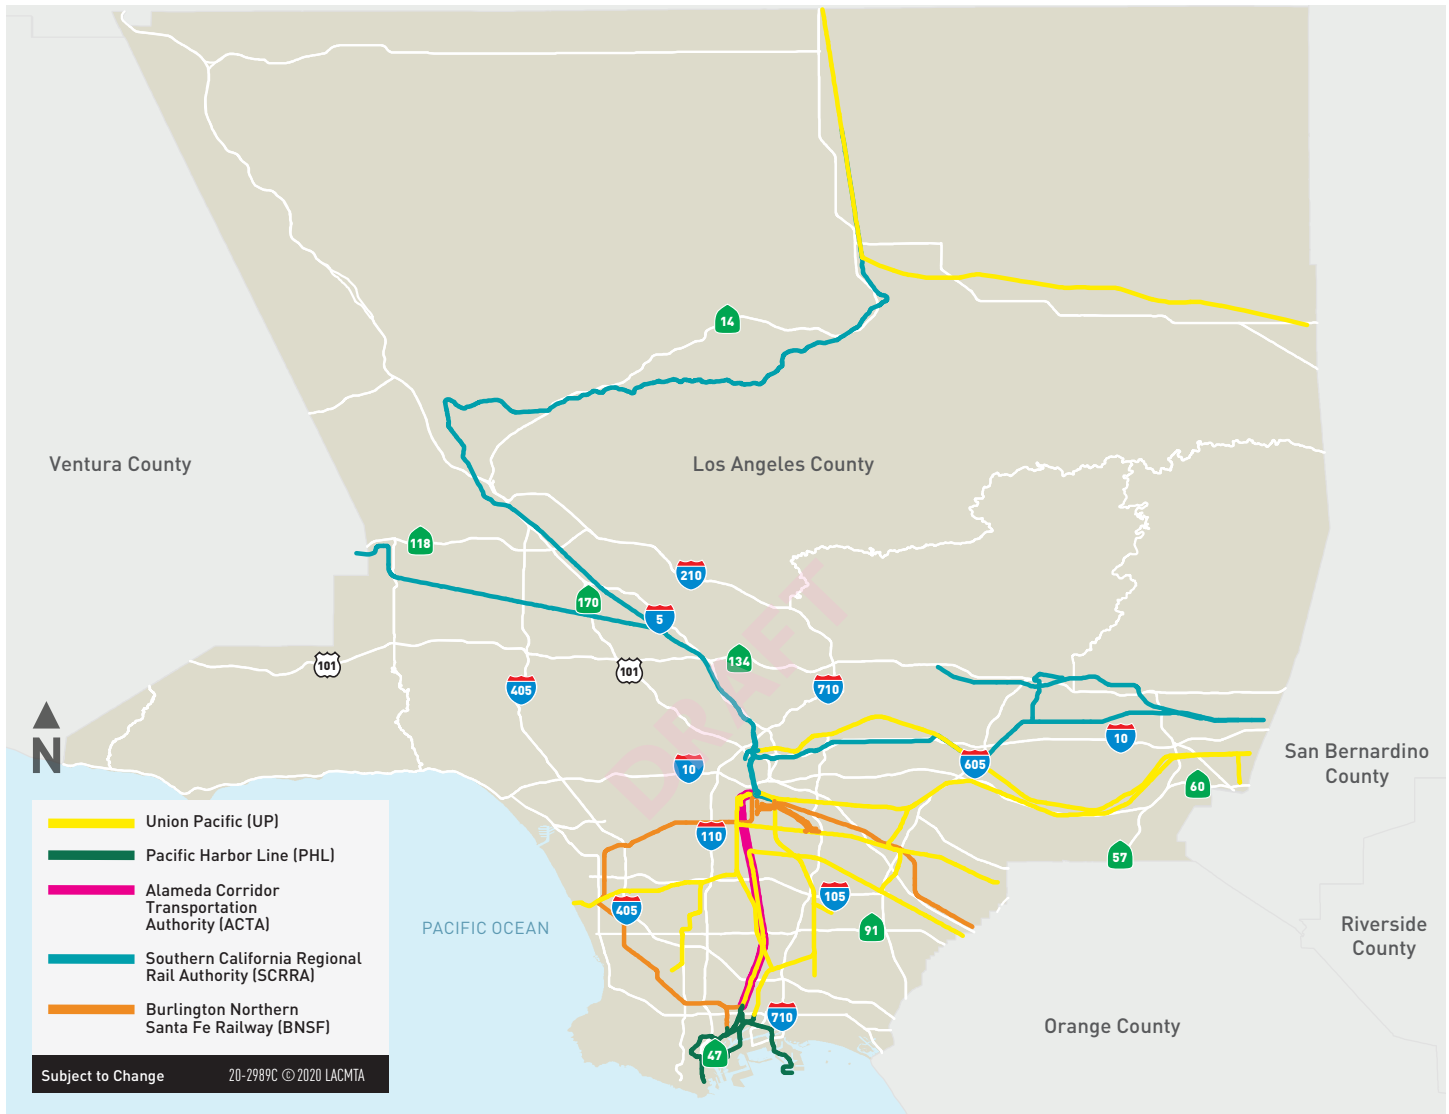 14
Ventura County
Los Angeles County
118
210
170
5
134
101
101
405
710
N
10
10
605
San Bernardino
County
60
DRAFT
Union Pacific (UP)
Pacific Harbor Line (PHL)
Alameda Corridor
Transportation
Authority (ACTA)
Southern California Regional
Rail Authority (SCRRA)
Burlington Northern
Santa Fe Railway (BNSF)
Subject to Change
20-2989C © 2020 LACMTA
110
57
105
405
91
PACIFIC OCEAN
Riverside
County
710
Orange County
47